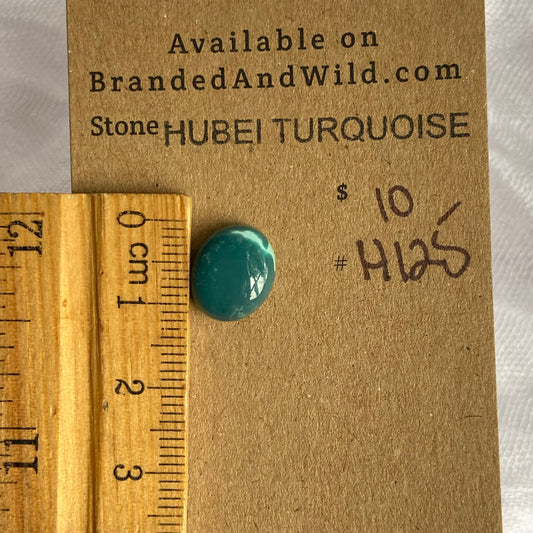 Available on
BrandedAndWild.com
Stone: HUBEI TURQUOISE
$ 10
# H125
12
11
0
cm
1
2
3